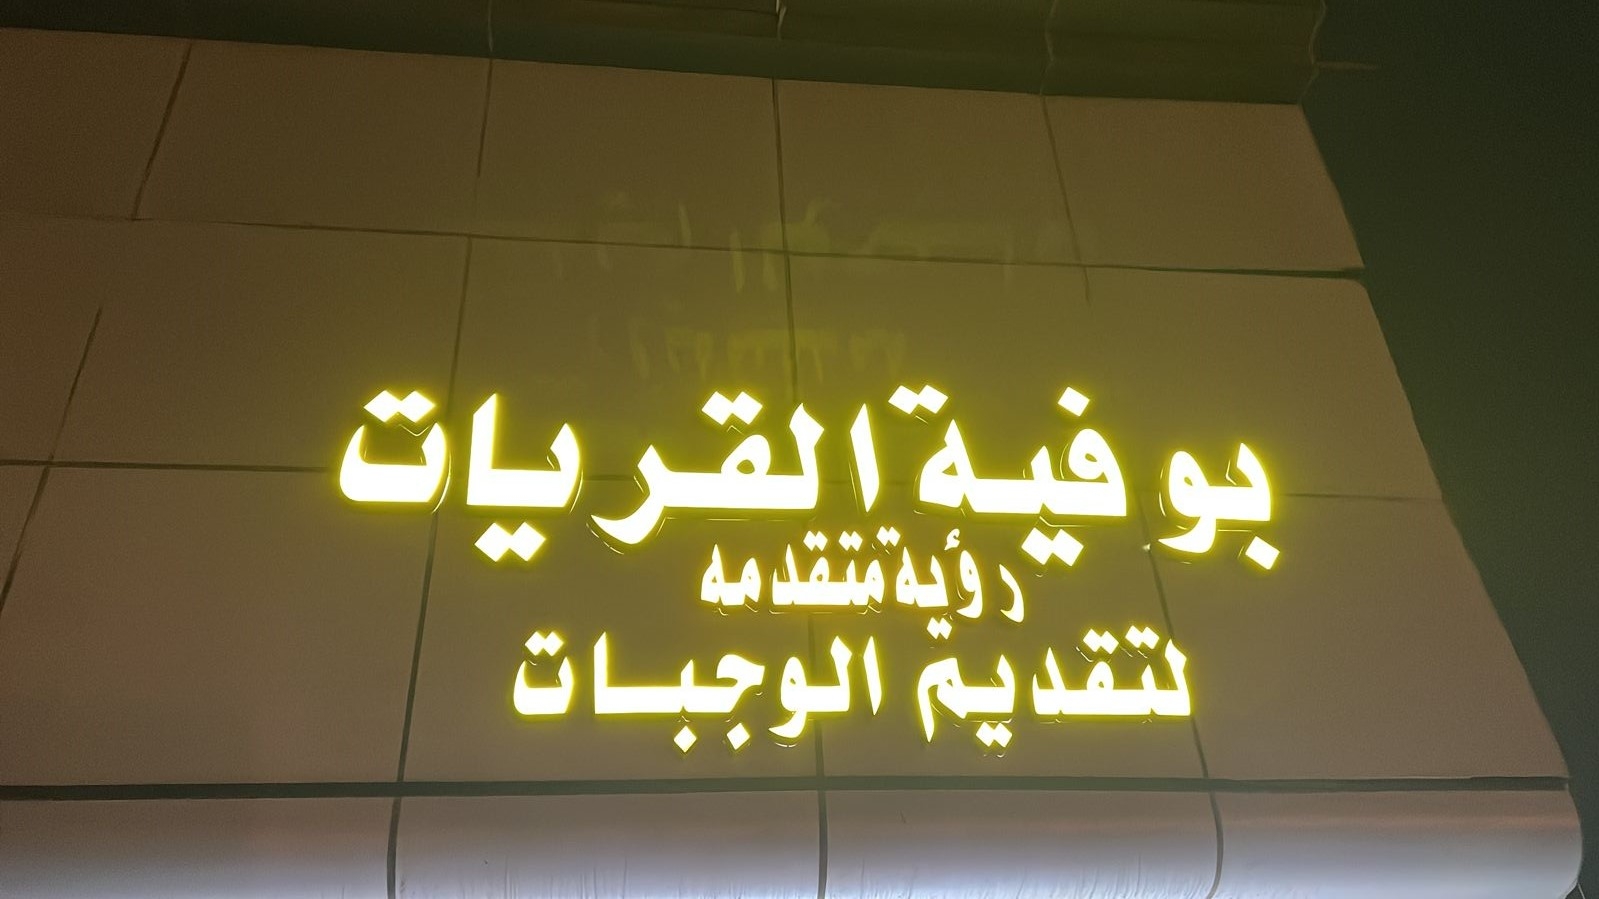 بوفية القريات
رؤية متقدمه
لتقديم الوجبات